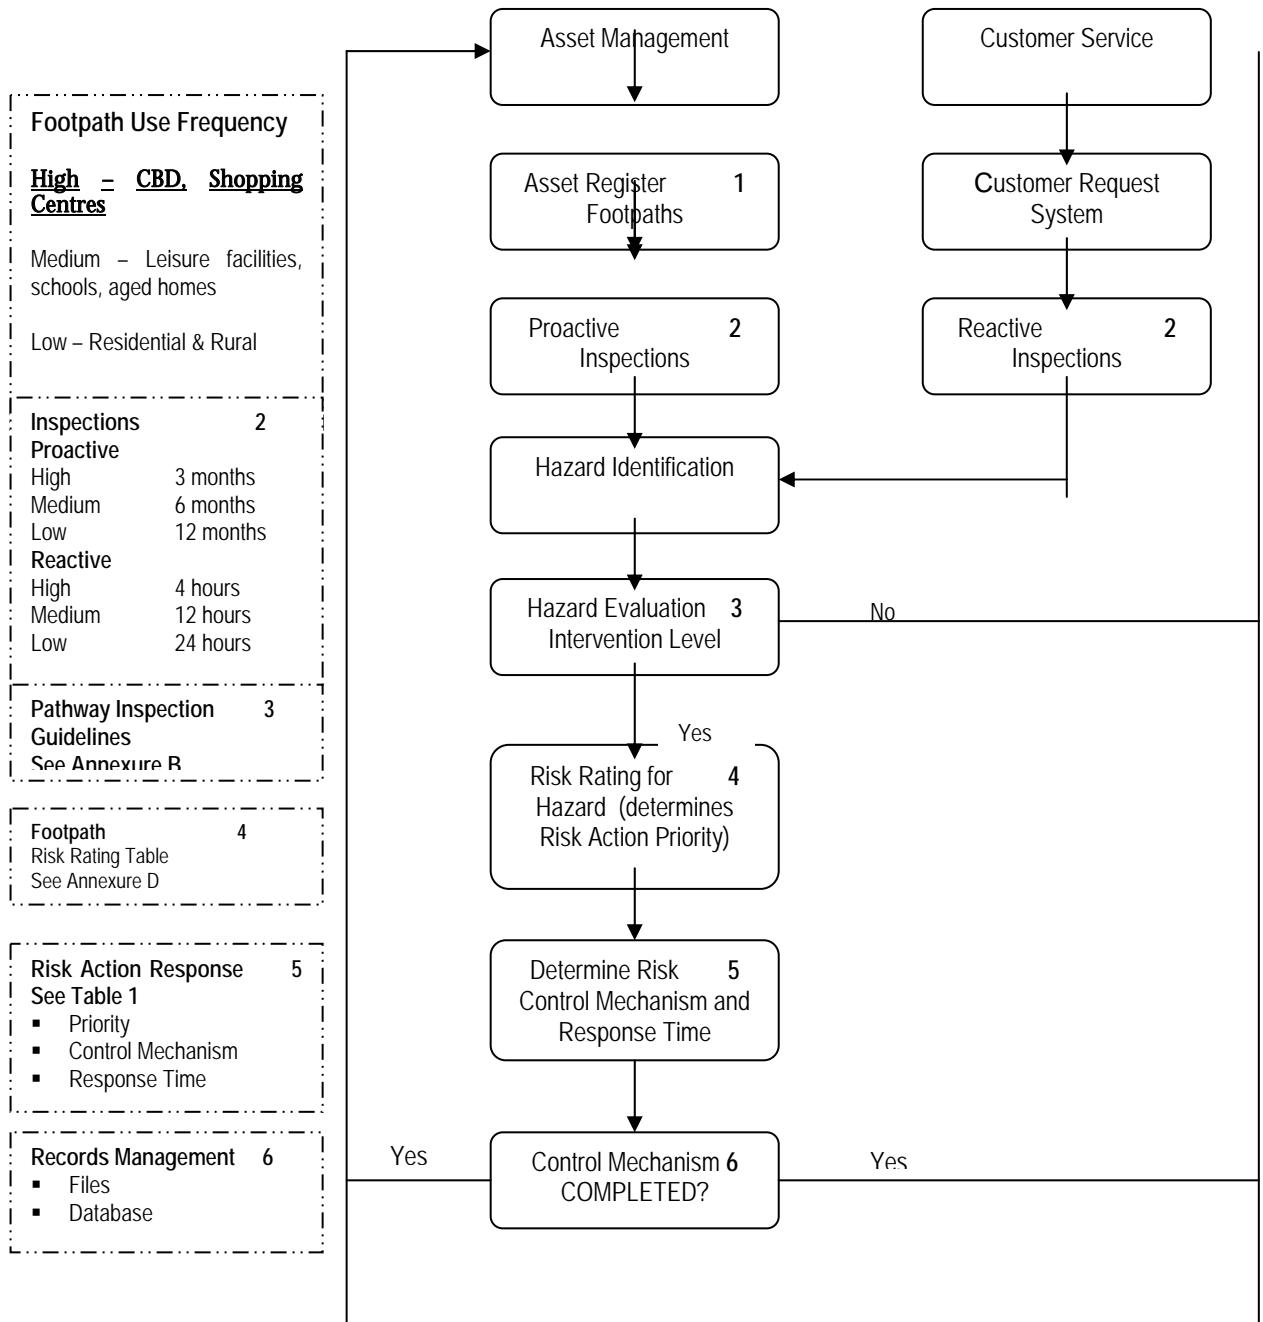 Asset Management
Customer Service
Footpath Use Frequency
High – CBD, Shopping
Centres
Medium – Leisure facilities,
schools, aged homes
Low – Residential & Rural
Asset Register 1
Footpaths
Customer Request
System
Proactive 2
Inspections
Reactive 2
Inspections
Inspections 2
Proactive
High 3 months
Medium 6 months
Low 12 months
Reactive
High 4 hours
Medium 12 hours
Low 24 hours
Hazard Identification
Hazard Evaluation 3
Intervention Level
No
Pathway Inspection 3
Guidelines
See Annexure B
Yes
Risk Rating for 4
Hazard (determines
Risk Action Priority)
Footpath 4
Risk Rating Table
See Annexure D
Risk Action Response 5
See Table 1
▪ Priority
▪ Control Mechanism
▪ Response Time
Determine Risk 5
Control Mechanism and
Response Time
Records Management 6
▪ Files
▪ Database
Yes
Control Mechanism 6
COMPLETED?
Yes